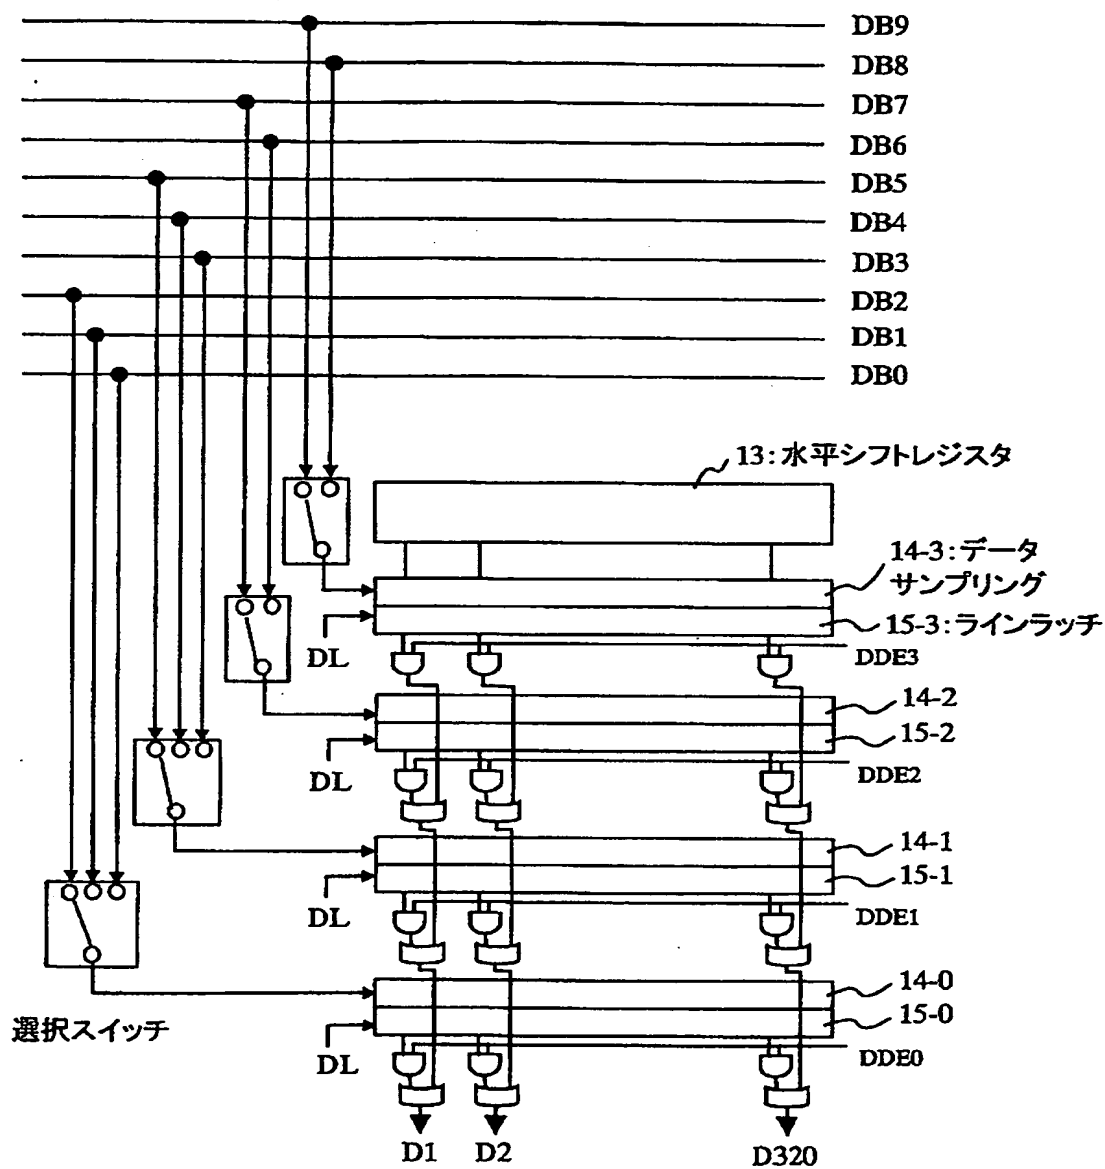 DB9
DB8
DB7
DB6
DB5
DB4
DB3
DB2
DB1
DB0
13:水平シフトレジスタ
14-3:データ
サンプリング
15-3:ラインラッチ
DL
DDE3
14-2
15-2
DL
DDE2
14-1
15-1
DL
DDE1
14-0
15-0
選択スイッチ
DL
DDE0
D1
D2
D320